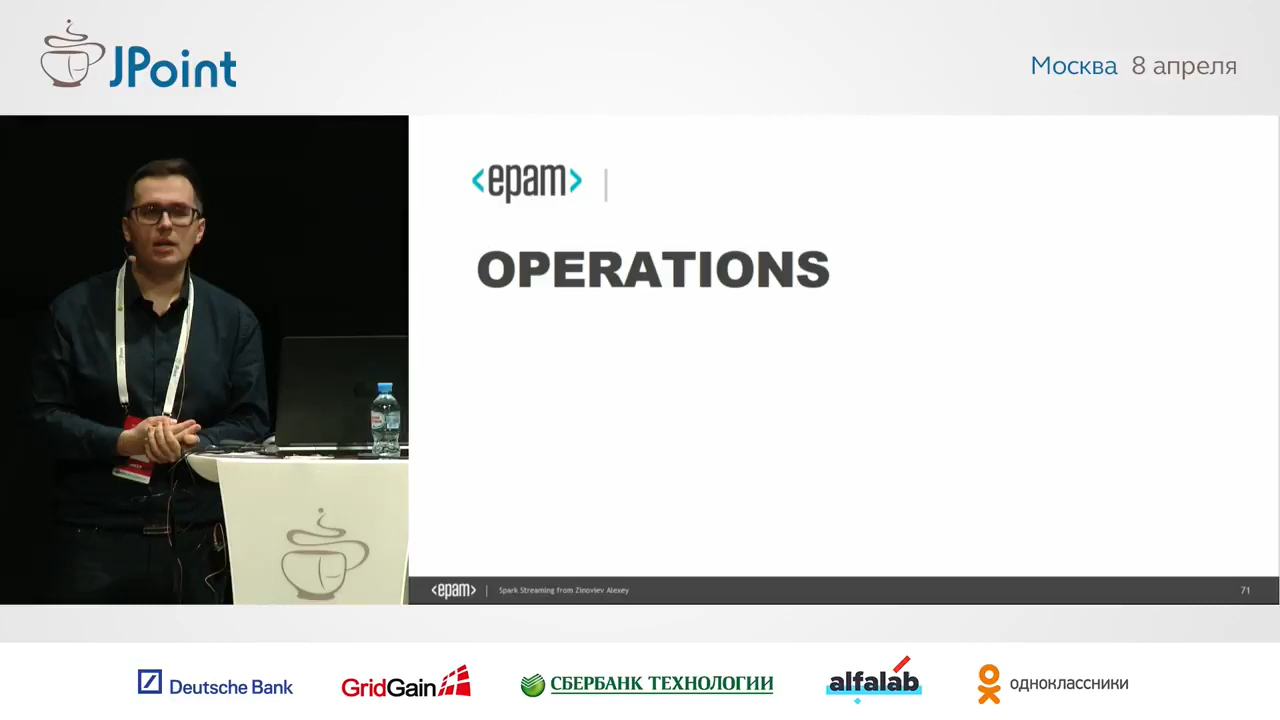 JPoint
Москва 8 апреля
<epam> |
OPERATIONS
<epam> | Spark Streaming from Zinoviev Alexey
71
Deutsche Bank
GridGain
СБЕРБАНК ТЕХНОЛОГИИ
alfalab
одноклассники